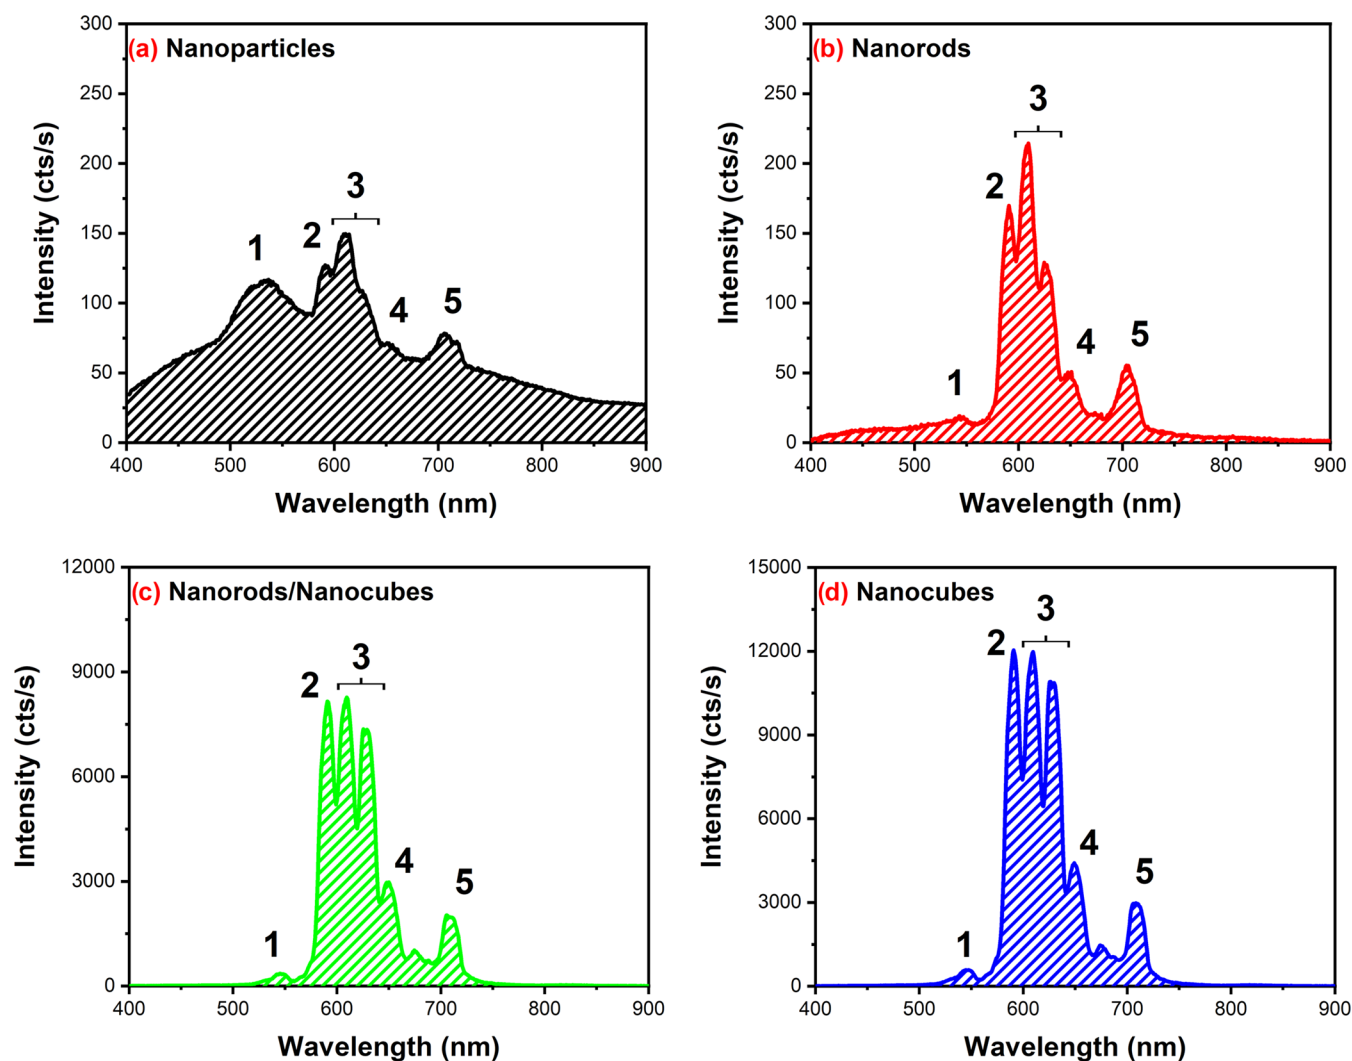 (a) Nanoparticles
300
250
200
150
100
50
0
Intensity (cts/s)
1
2
3
4
5
400 500 600 700 800 900
Wavelength (nm)
(b) Nanorods
300
250
200
150
100
50
0
Intensity (cts/s)
1
2
3
4
5
400 500 600 700 800 900
Wavelength (nm)
(c) Nanorods/Nanocubes
12000
9000
6000
3000
0
Intensity (cts/s)
1
2
3
4
5
400 500 600 700 800 900
Wavelength (nm)
(d) Nanocubes
15000
12000
9000
6000
3000
0
Intensity (cts/s)
1
2
3
4
5
400 500 600 700 800 900
Wavelength (nm)